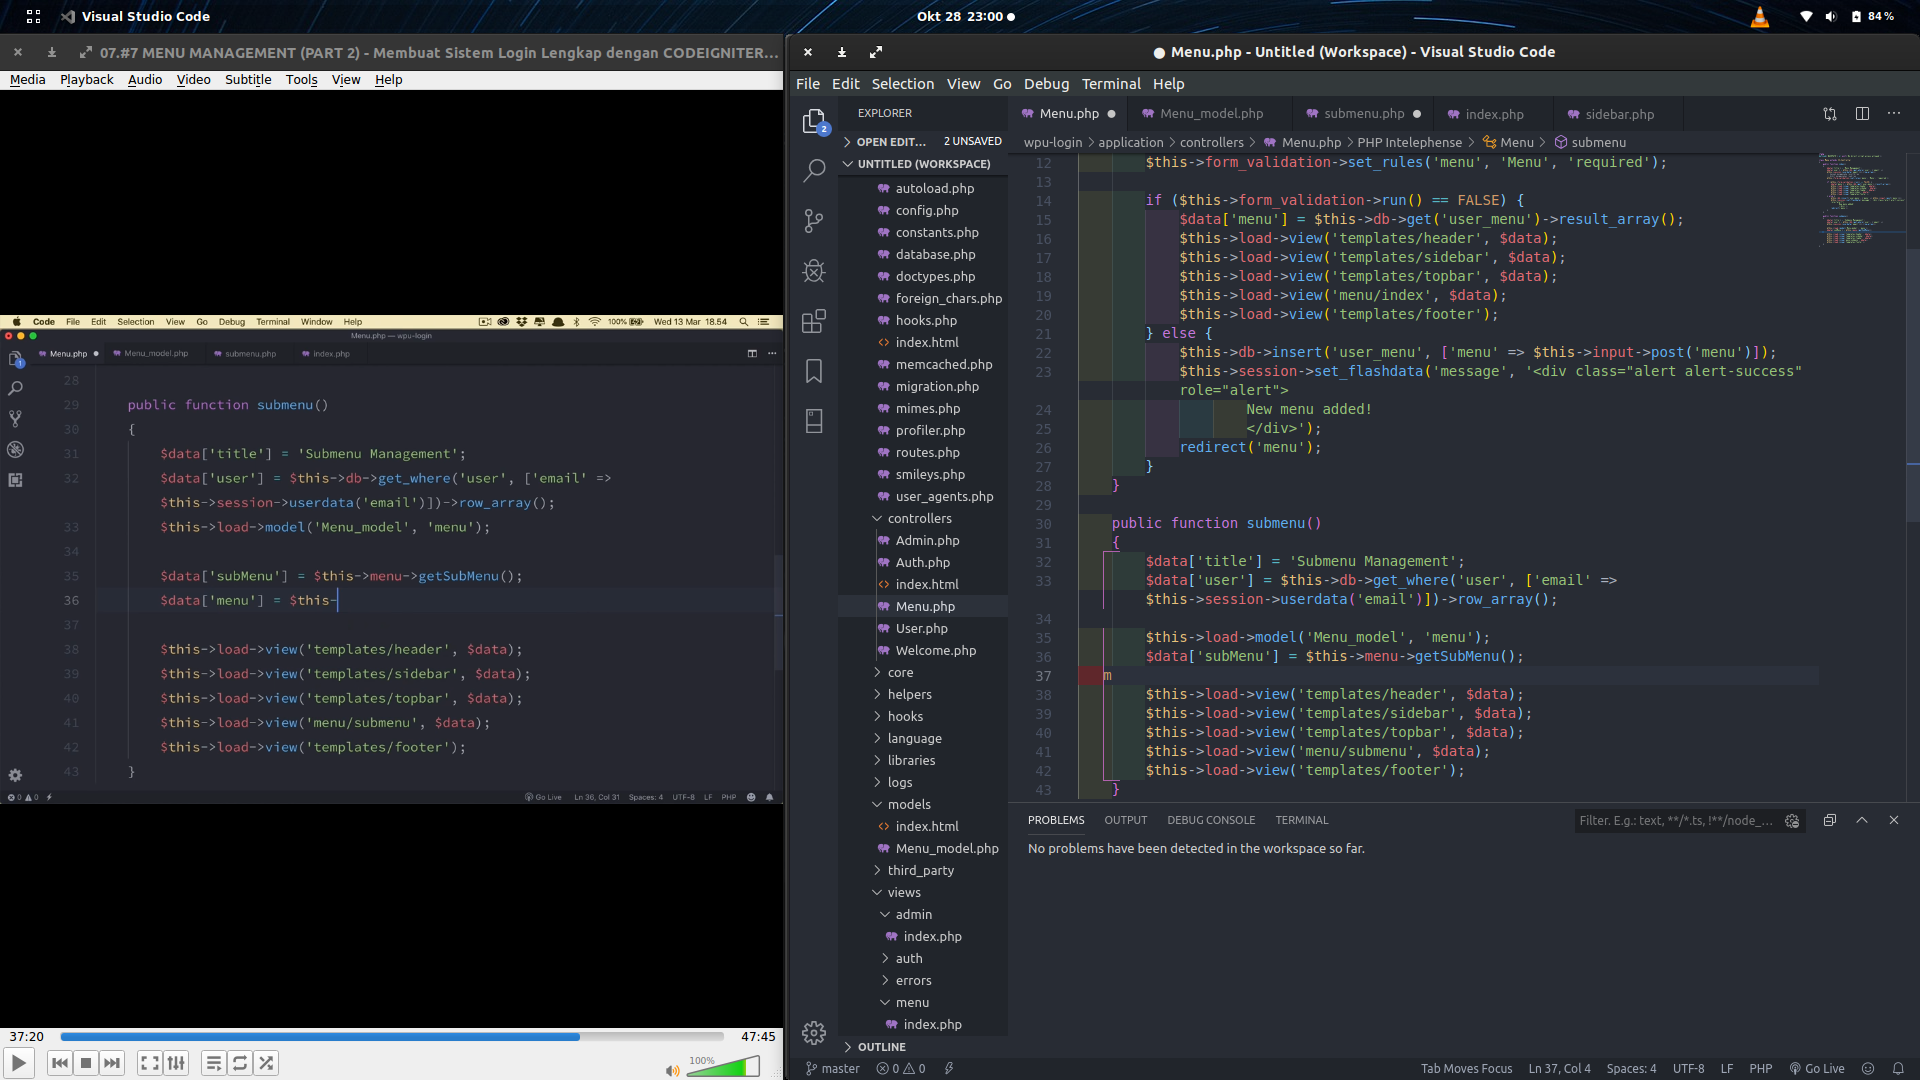 Visual Studio Code
Okt 28 23:00
84 %
07.#7 MENU MANAGEMENT (PART 2) - Membuat Sistem Login Lengkap dengan CODEIGNITER...
Media Playback Audio Video Subtitle Tools View Help
Code File Edit Selection View Go Debug Terminal Window Help
100% Wed 13 Mar 18.54
Menu.php — wpu-login
Menu.php Menu_model.php submenu.php index.php
28
29 public function submenu()
30 {
31 $data['title'] = 'Submenu Management';
32 $data['user'] = $this->db->get_where('user', ['email' =>
$this->session->userdata('email')])->row_array();
33 $this->load->model('Menu_model', 'menu');
34
35 $data['subMenu'] = $this->menu->getSubMenu();
36 $data['menu'] = $this-
37
38 $this->load->view('templates/header', $data);
39 $this->load->view('templates/sidebar', $data);
40 $this->load->view('templates/topbar', $data);
41 $this->load->view('menu/submenu', $data);
42 $this->load->view('templates/footer');
43 }
0 0 Go Live Ln 36, Col 31 Spaces: 4 UTF-8 LF PHP
37:20 47:45
100%
Menu.php - Untitled (Workspace) - Visual Studio Code
File Edit Selection View Go Debug Terminal Help
2
EXPLORER
OPEN EDIT... 2 UNSAVED
UNTITLED (WORKSPACE)
autoload.php
config.php
constants.php
database.php
doctypes.php
foreign_chars.php
hooks.php
index.html
memcached.php
migration.php
mimes.php
profiler.php
routes.php
smileys.php
user_agents.php
controllers
Admin.php
Auth.php
index.html
Menu.php
User.php
Welcome.php
core
helpers
hooks
language
libraries
logs
models
index.html
Menu_model.php
third_party
views
admin
index.php
auth
errors
menu
index.php
OUTLINE
Menu.php Menu_model.php submenu.php index.php sidebar.php
wpu-login > application > controllers > Menu.php > PHP Intelephense > Menu > submenu
12 $this->form_validation->set_rules('menu', 'Menu', 'required');
13
14 if ($this->form_validation->run() == FALSE) {
15 $data['menu'] = $this->db->get('user_menu')->result_array();
16 $this->load->view('templates/header', $data);
17 $this->load->view('templates/sidebar', $data);
18 $this->load->view('templates/topbar', $data);
19 $this->load->view('menu/index', $data);
20 $this->load->view('templates/footer');
21 } else {
22 $this->db->insert('user_menu', ['menu' => $this->input->post('menu')]);
23 $this->session->set_flashdata('message', '<div class="alert alert-success"
role="alert">
24 New menu added!
25 </div>');
26 redirect('menu');
27 }
28 }
29
30 public function submenu()
31 {
32 $data['title'] = 'Submenu Management';
33 $data['user'] = $this->db->get_where('user', ['email' =>
$this->session->userdata('email')])->row_array();
34
35 $this->load->model('Menu_model', 'menu');
36 $data['subMenu'] = $this->menu->getSubMenu();
37 m
38 $this->load->view('templates/header', $data);
39 $this->load->view('templates/sidebar', $data);
40 $this->load->view('templates/topbar', $data);
41 $this->load->view('menu/submenu', $data);
42 $this->load->view('templates/footer');
43 }
PROBLEMS OUTPUT DEBUG CONSOLE TERMINAL
Filter. E.g.: text, **/*.ts, !**/node_...
No problems have been detected in the workspace so far.
master 0 0 Tab Moves Focus Ln 37, Col 4 Spaces: 4 UTF-8 LF PHP Go Live